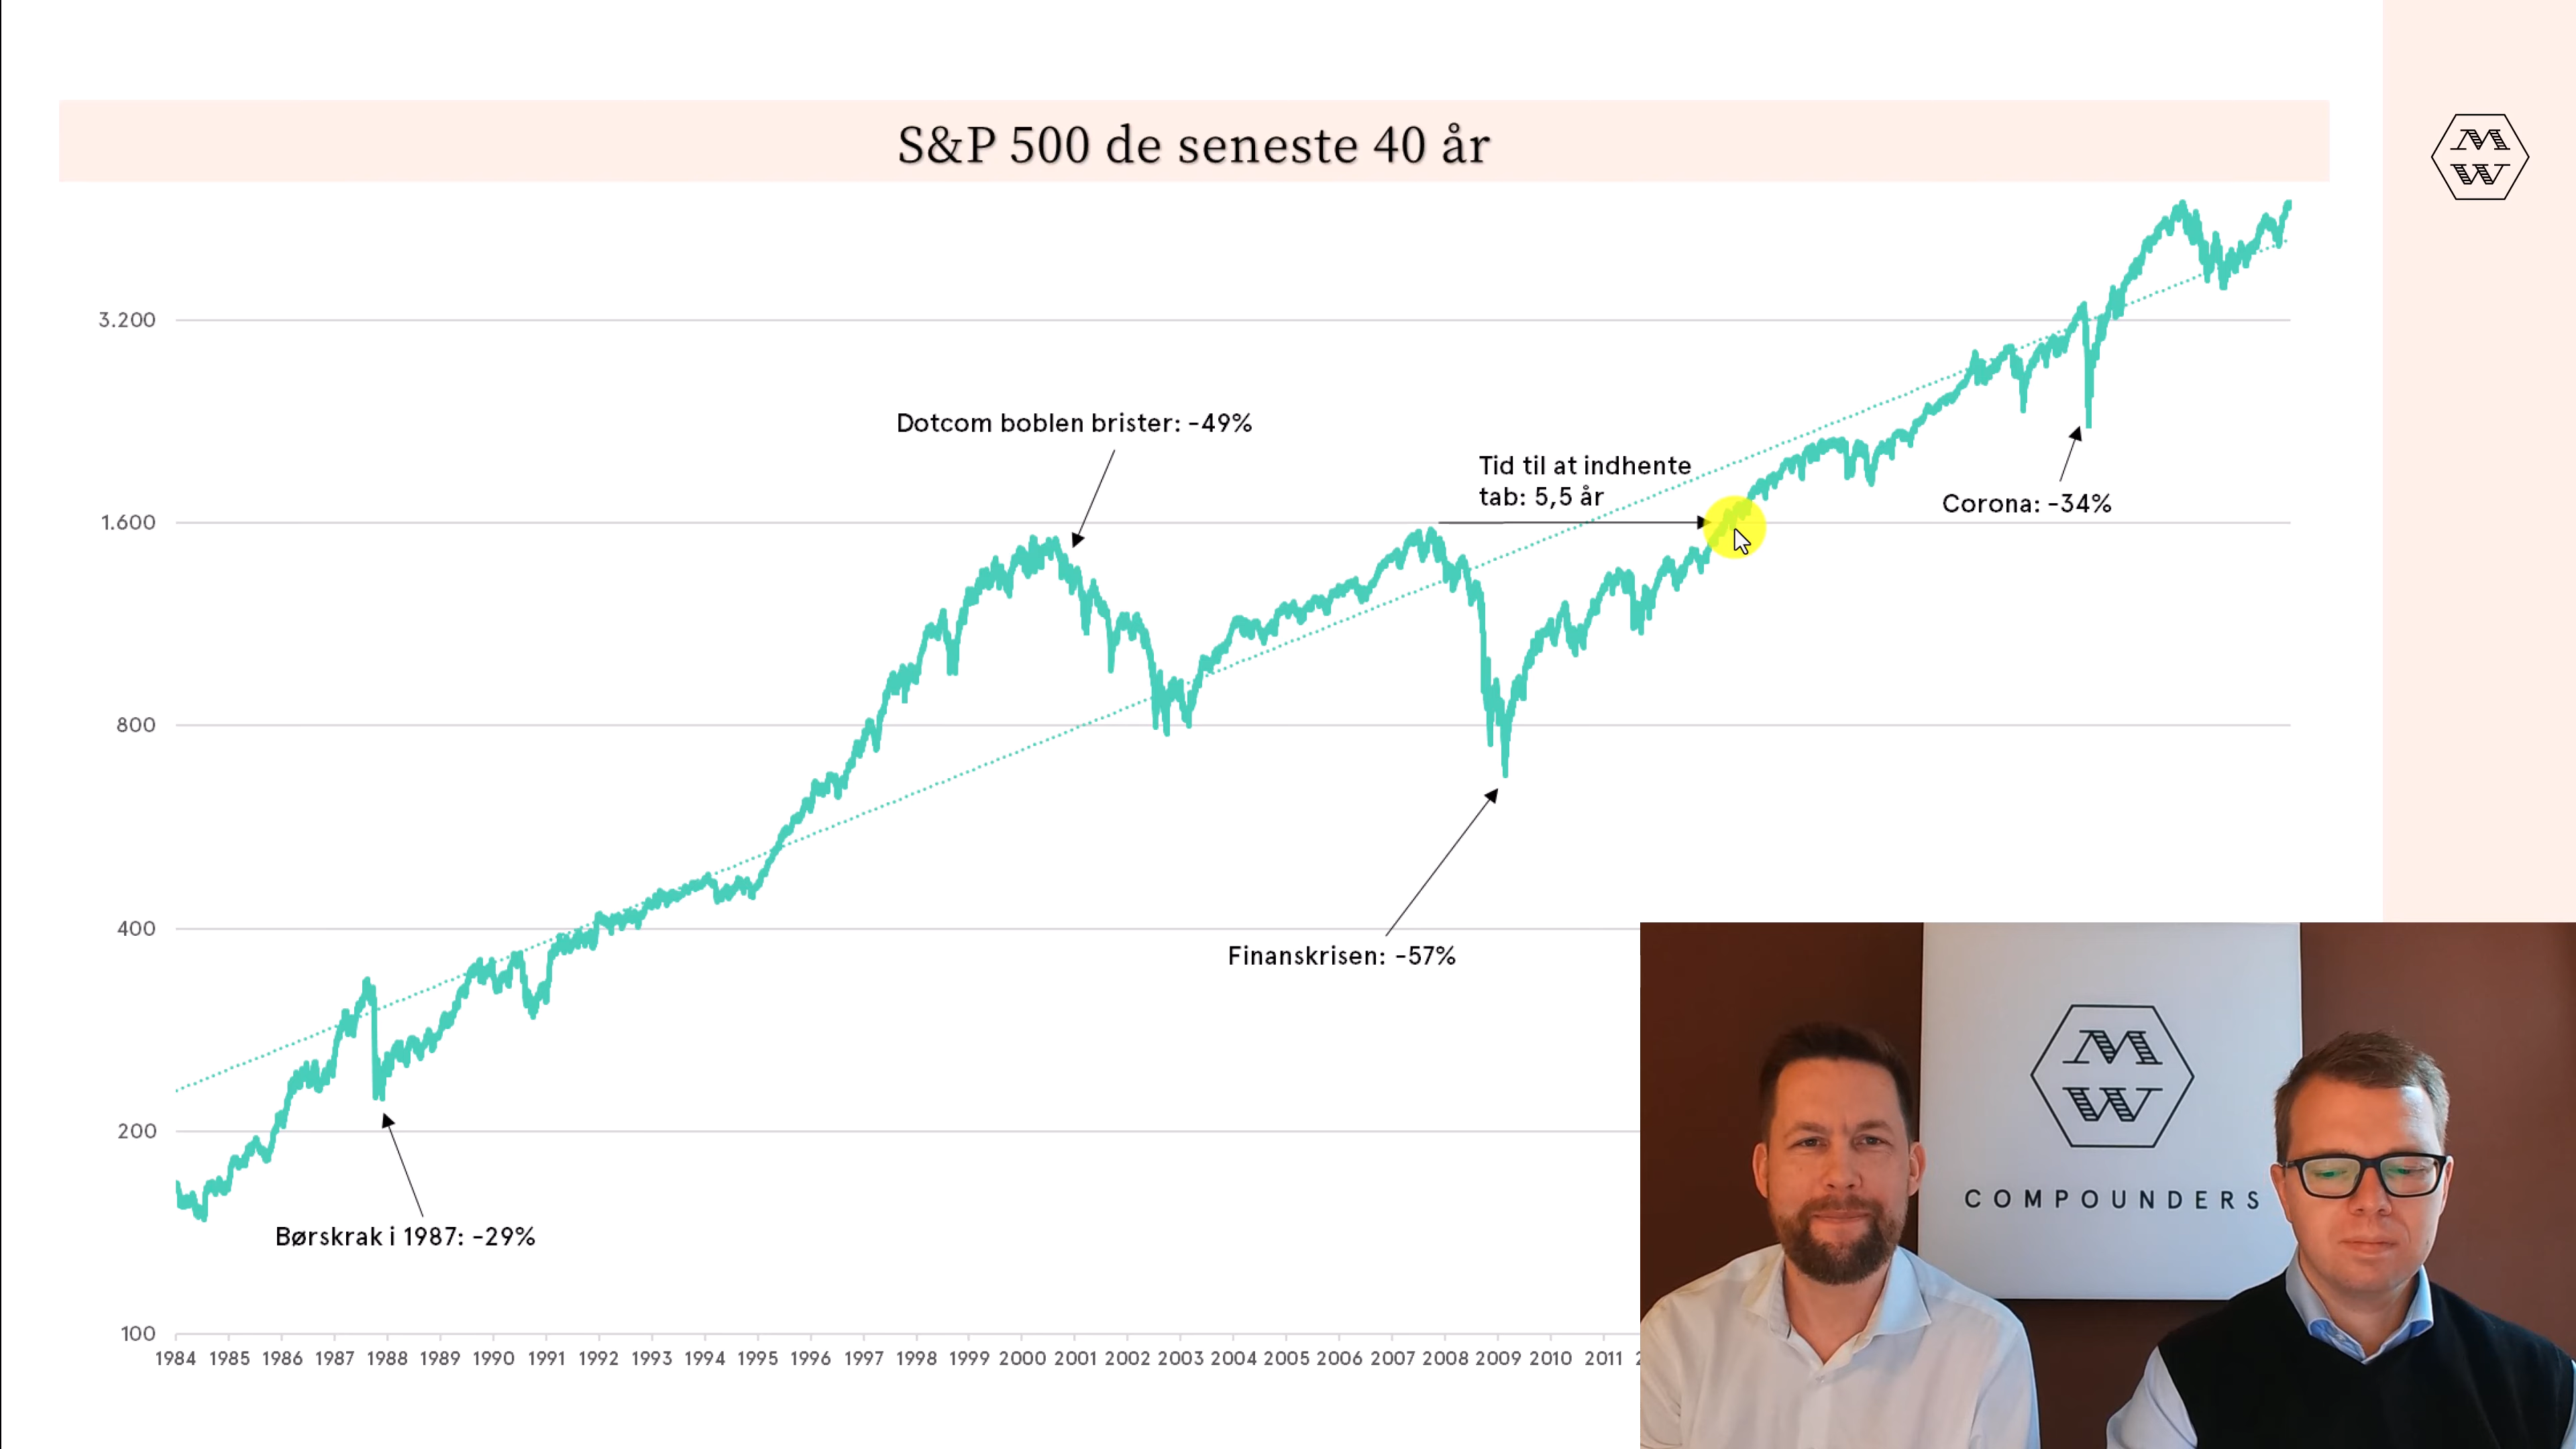 S&P 500 de seneste 40 år
M
W
3.200
Dotcom boblen brister: -49%
Tid til at indhente
tab: 5,5 år
Corona: -34%
1.600
800
400
Finanskrisen: -57%
200
Børskrak i 1987: -29%
100
1984 1985 1986 1987 1988 1989 1990 1991 1992 1993 1994 1995 1996 1997 1998 1999 2000 2001 2002 2003 2004 2005 2006 2007 2008 2009 2010 2011
M
W
COMPOUNDERS